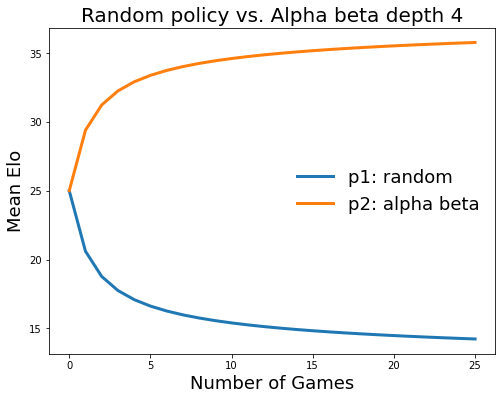 Random policy vs. Alpha beta depth 4
Mean Elo
35
30
25
20
15
p1: random
p2: alpha beta
0 5 10 15 20 25
Number of Games